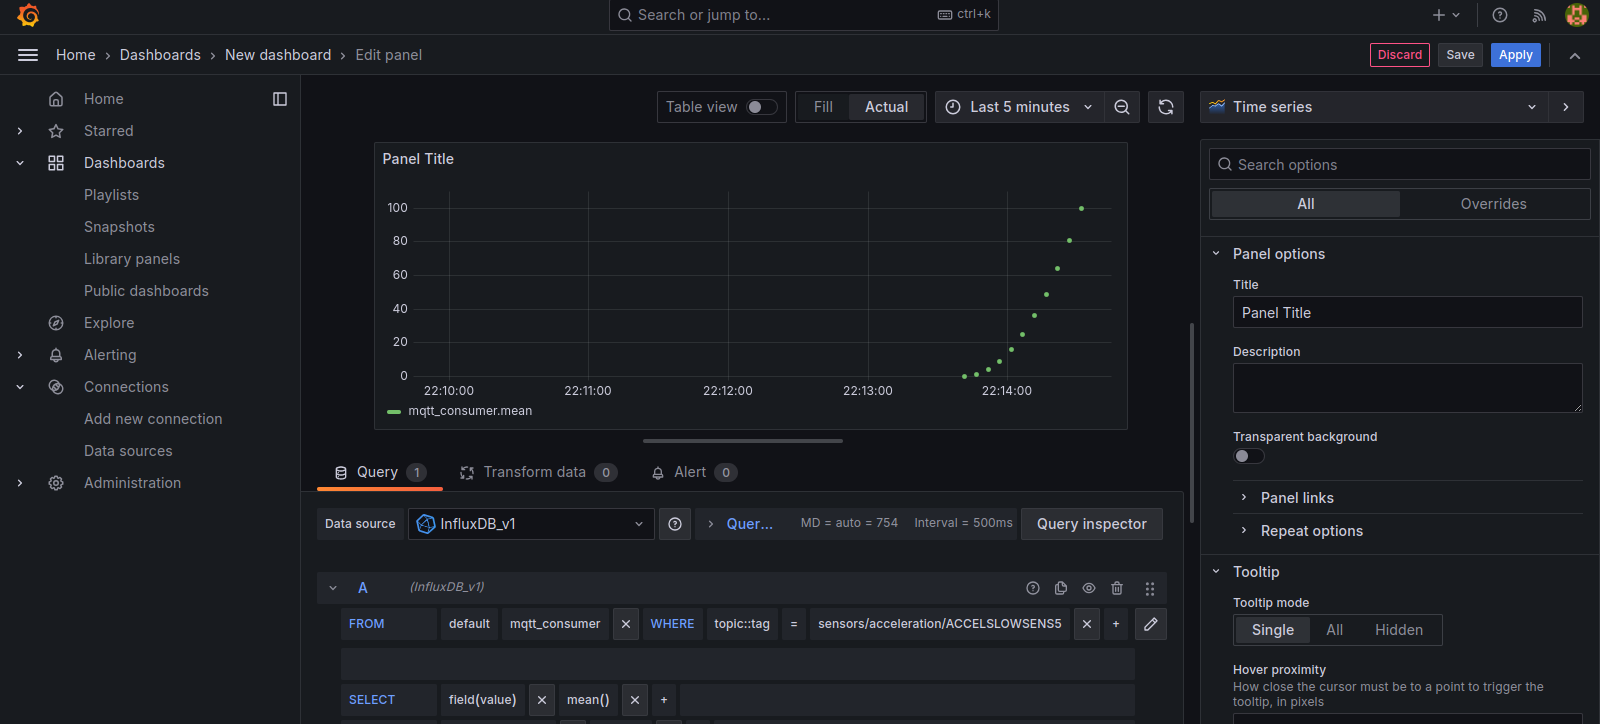 Search or jump to...
ctrl+k
Home
Dashboards
New dashboard
Edit panel
Discard
Save
Apply
Home
Starred
Dashboards
Playlists
Snapshots
Library panels
Public dashboards
Explore
Alerting
Connections
Add new connection
Data sources
Administration
Table view
Fill
Actual
Last 5 minutes
Panel Title
100
80
60
40
20
0
22:10:00
22:11:00
22:12:00
22:13:00
22:14:00
mqtt_consumer.mean
Query 1
Transform data 0
Alert 0
Data source
InfluxDB_v1
Quer...
MD = auto = 754
Interval = 500ms
Query inspector
A
(InfluxDB_v1)
FROM default mqtt_consumer WHERE topic::tag = sensors/acceleration/ACCELSLOWSENS5 +
SELECT field(value) mean() +
Time series
Search options
All
Overrides
Panel options
Title
Panel Title
Description
Transparent background
Panel links
Repeat options
Tooltip
Tooltip mode
Single
All
Hidden
Hover proximity
How close the cursor must be to a point to trigger the
tooltip, in pixels